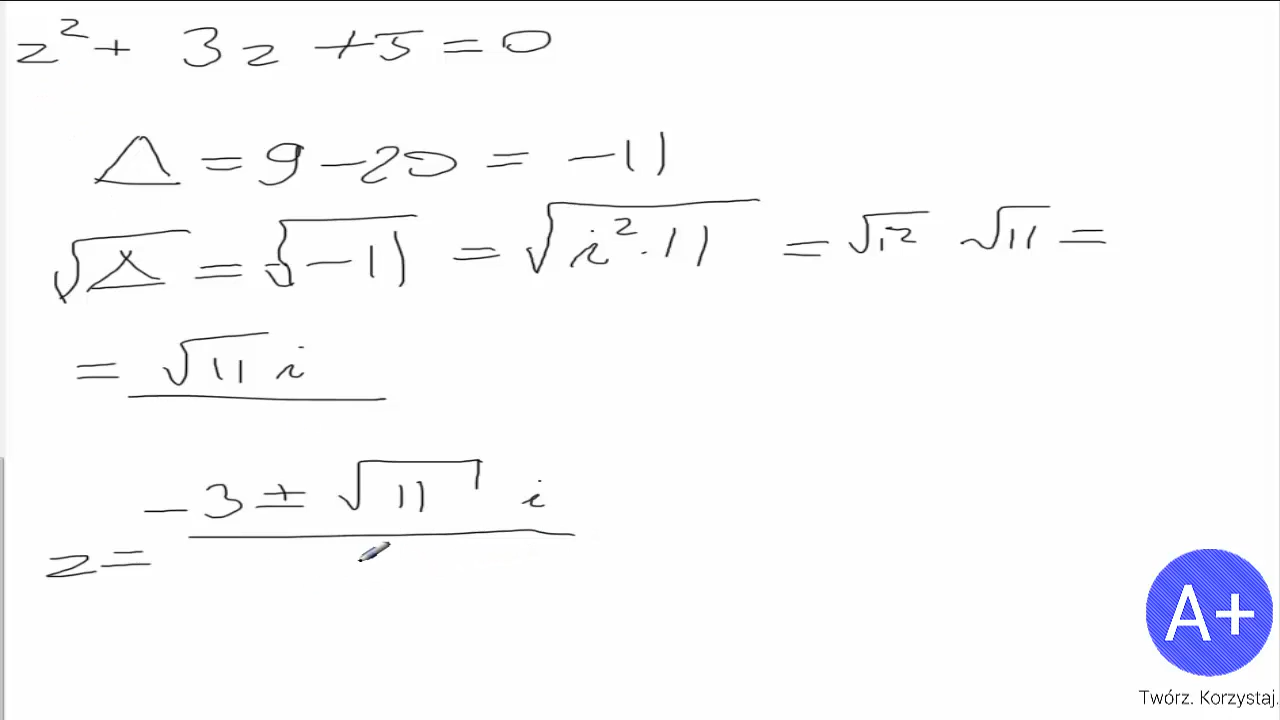 z² + 3z + 5 = 0
Δ = 9 - 20 = -11
√Δ = √-11 = √i²·11 = √i² √11 =
= √11 i
z = -3 ± √11 i
A+
Twórz. Korzystaj.